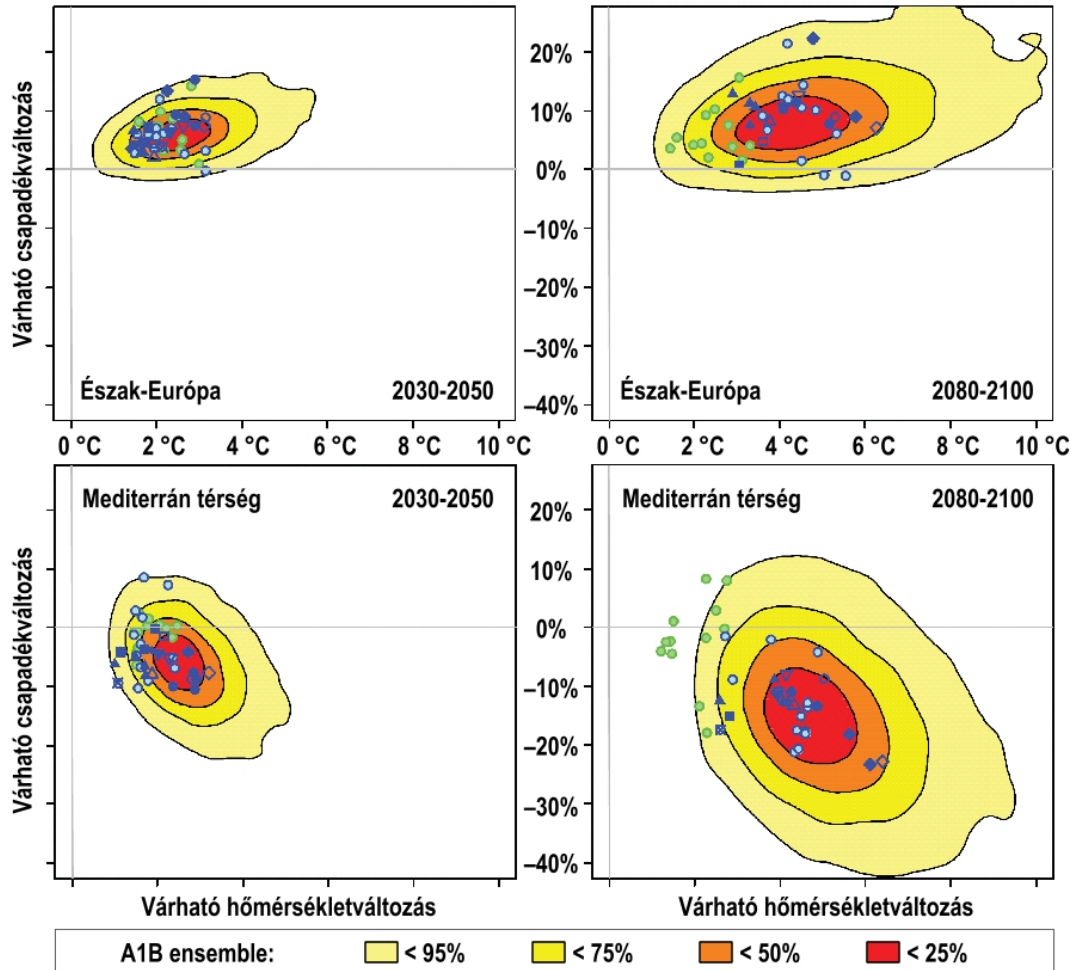 Várható csapadékváltozás
20%
10%
0%
–10%
–20%
–30%
–40%
Észak-Európa 2030-2050
Észak-Európa 2080-2100
0 °C 2 °C 4 °C 6 °C 8 °C 10 °C
0 °C 2 °C 4 °C 6 °C 8 °C 10 °C
Várható csapadékváltozás
Mediterrán térség 2030-2050
Mediterrán térség 2080-2100
20%
10%
0%
–10%
–20%
–30%
–40%
Várható hőmérsékletváltozás
Várható hőmérsékletváltozás
A1B ensemble: < 95% < 75% < 50% < 25%